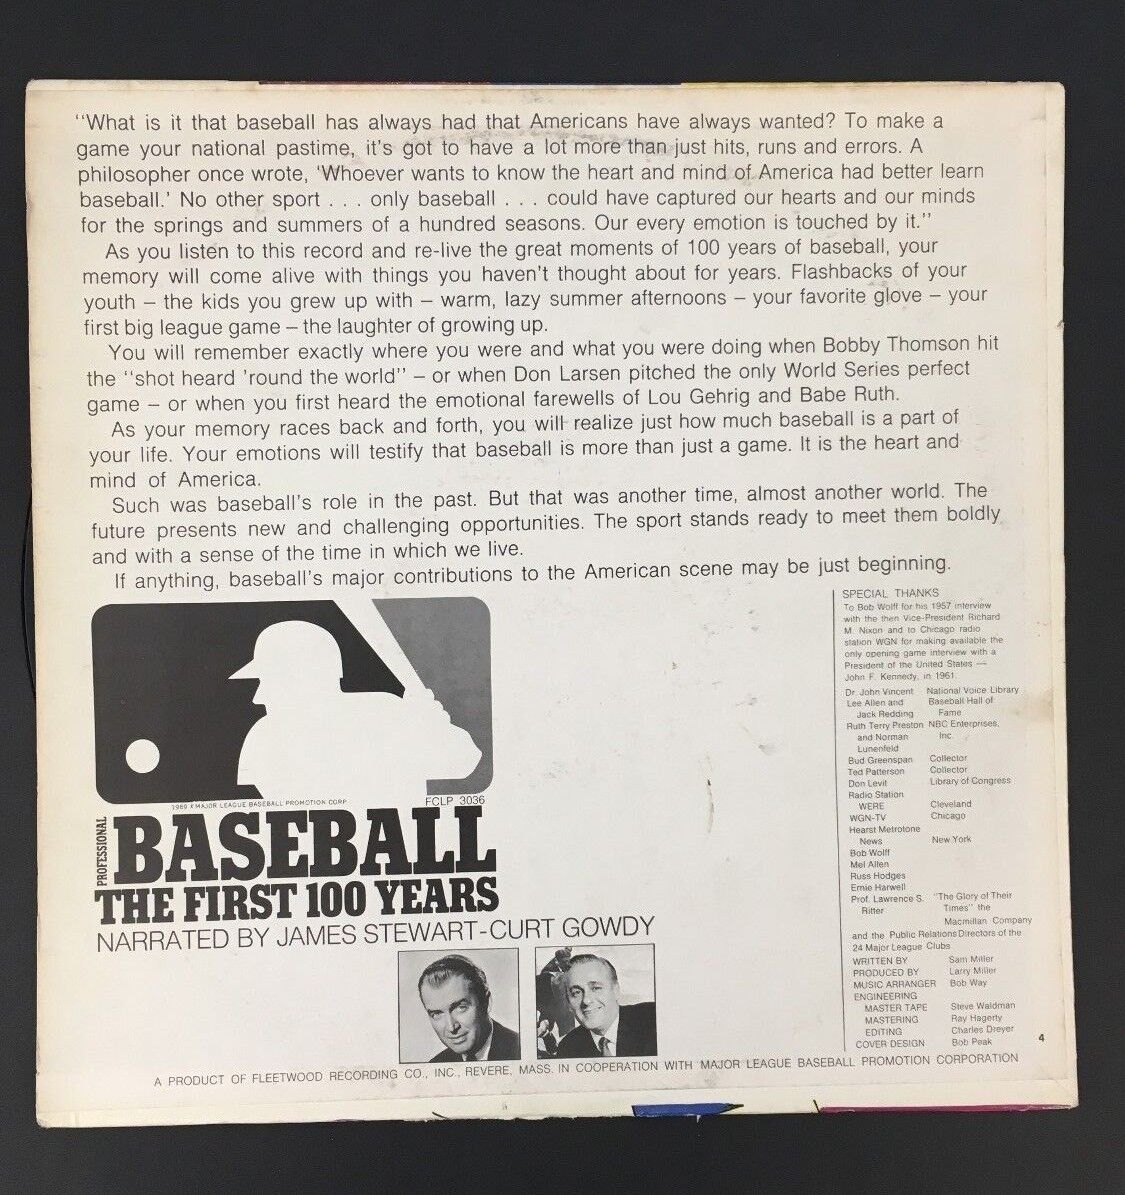 "What is it that baseball has always had that Americans have always wanted? To make a
game your national pastime, it's got to have a lot more than just hits, runs and errors. A
philosopher once wrote, 'Whoever wants to know the heart and mind of America had better learn
baseball.' No other sport . . . only baseball . . . could have captured our hearts and our minds
for the springs and summers of a hundred seasons. Our every emotion is touched by it."
As you listen to this record and re-live the great moments of 100 years of baseball, your
memory will come alive with things you haven't thought about for years. Flashbacks of your
youth – the kids you grew up with – warm, lazy summer afternoons – your favorite glove – your
first big league game – the laughter of growing up.
You will remember exactly where you were and what you were doing when Bobby Thomson hit
the "shot heard 'round the world" – or when Don Larsen pitched the only World Series perfect
game – or when you first heard the emotional farewells of Lou Gehrig and Babe Ruth.
As your memory races back and forth, you will realize just how much baseball is a part of
your life. Your emotions will testify that baseball is more than just a game. It is the heart and
mind of America.
Such was baseball's role in the past. But that was another time, almost another world. The
future presents new and challenging opportunities. The sport stands ready to meet them boldly
and with a sense of the time in which we live.
If anything, baseball's major contributions to the American scene may be just beginning.
1969 MAJOR LEAGUE BASEBALL PROMOTION CORP
FCLP 3036
PROFESSIONAL
BASEBALL
THE FIRST 100 YEARS
NARRATED BY JAMES STEWART-CURT GOWDY
SPECIAL THANKS
To Bob Wolff for his 1957 interview
with the then Vice-President Richard
M. Nixon and to Chicago radio
station WGN for making available the
only opening game interview with a
President of the United States —
John F. Kennedy, in 1961.
Dr. John Vincent National Voice Library
Lee Allen and Baseball Hall of
Jack Redding Fame
Ruth Terry Preston NBC Enterprises,
and Norman Inc.
Lunenfeld
Bud Greenspan Collector
Ted Patterson Collector
Don Levit Library of Congress
Radio Station
WERE Cleveland
WGN-TV Chicago
Hearst Metrotone
News New York
Bob Wolff
Mel Allen
Russ Hodges
Ernie Harwell
Prof. Lawrence S. "The Glory of Their
Ritter Times" the
Macmillan Company
and the Public Relations Directors of the
24 Major League Clubs
WRITTEN BY Sam Miller
PRODUCED BY Larry Miller
MUSIC ARRANGER Bob Way
ENGINEERING
MASTER TAPE Steve Waldman
MASTERING Ray Hagerty
EDITING Charles Dreyer
COVER DESIGN Bob Peak
4
A PRODUCT OF FLEETWOOD RECORDING CO., INC., REVERE, MASS. IN COOPERATION WITH MAJOR LEAGUE BASEBALL PROMOTION CORPORATION